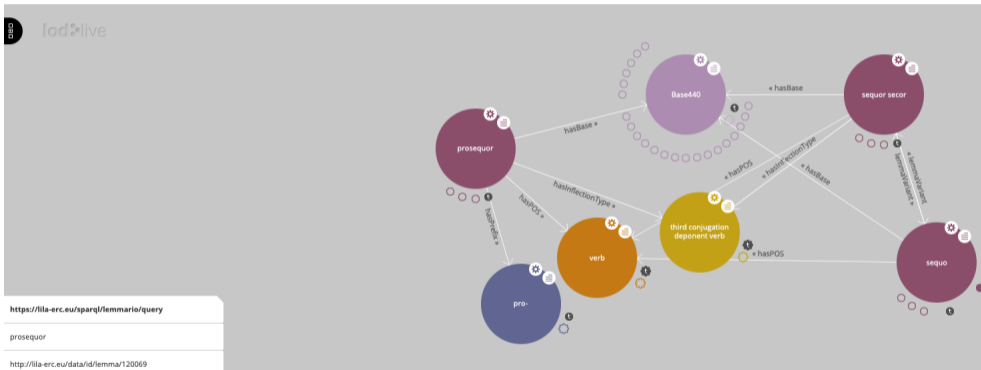 lodlive
Base440
« hasBase
sequor secor
prosequor
hasBase »
« hasPOS
« hasInflectionType
« hasBase
« lemmaVariant
lemmaVariant »
hasInflectionType »
hasPOS »
hasPrefix »
third conjugation
deponent verb
verb
« hasPOS
sequo
pro-
https://lila-erc.eu/sparql/lemmario/query
prosequor
http://lila-erc.eu/data/id/lemma/120069